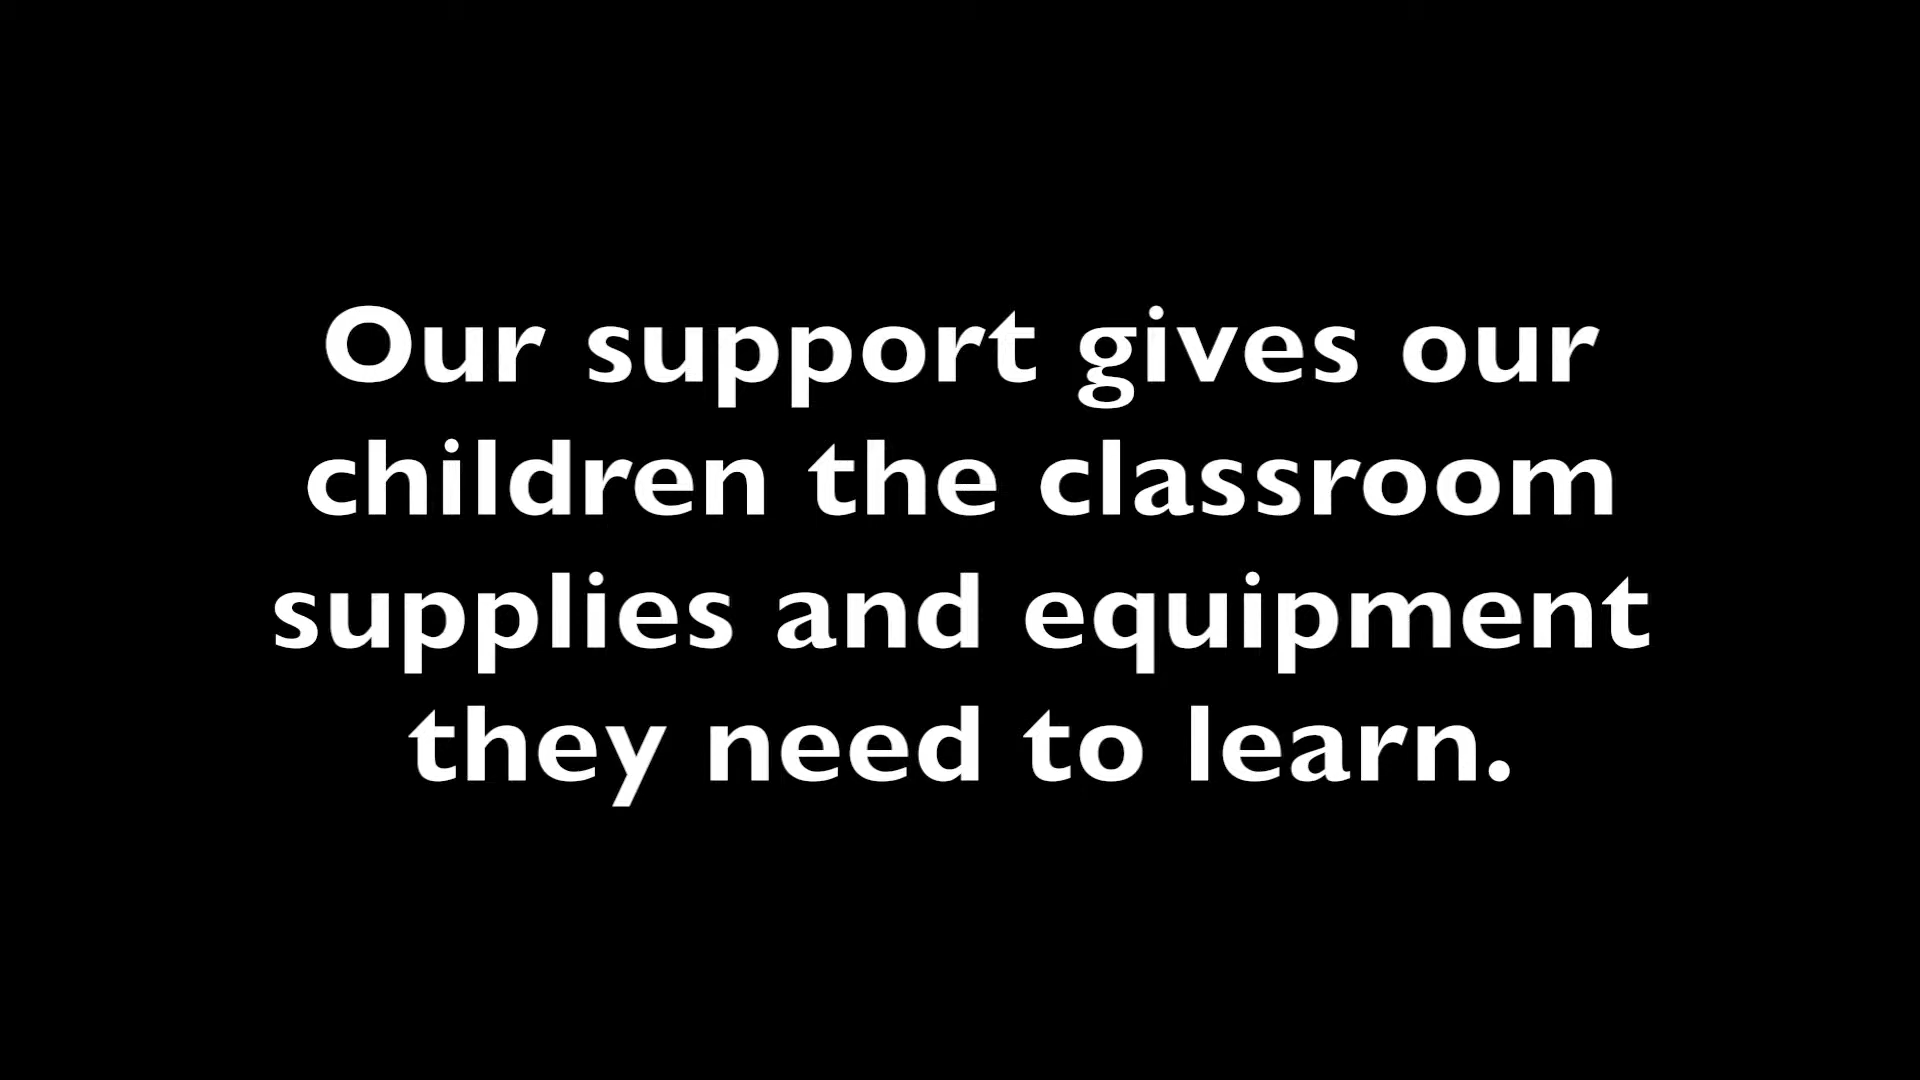 Our support gives our
children the classroom
supplies and equipment
they need to learn.